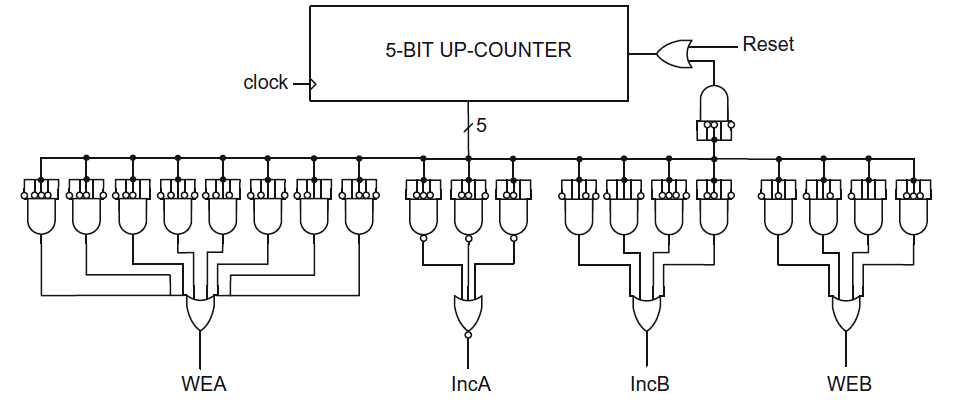 5-BIT UP-COUNTER
Reset
clock
5
WEA
IncA
IncB
WEB